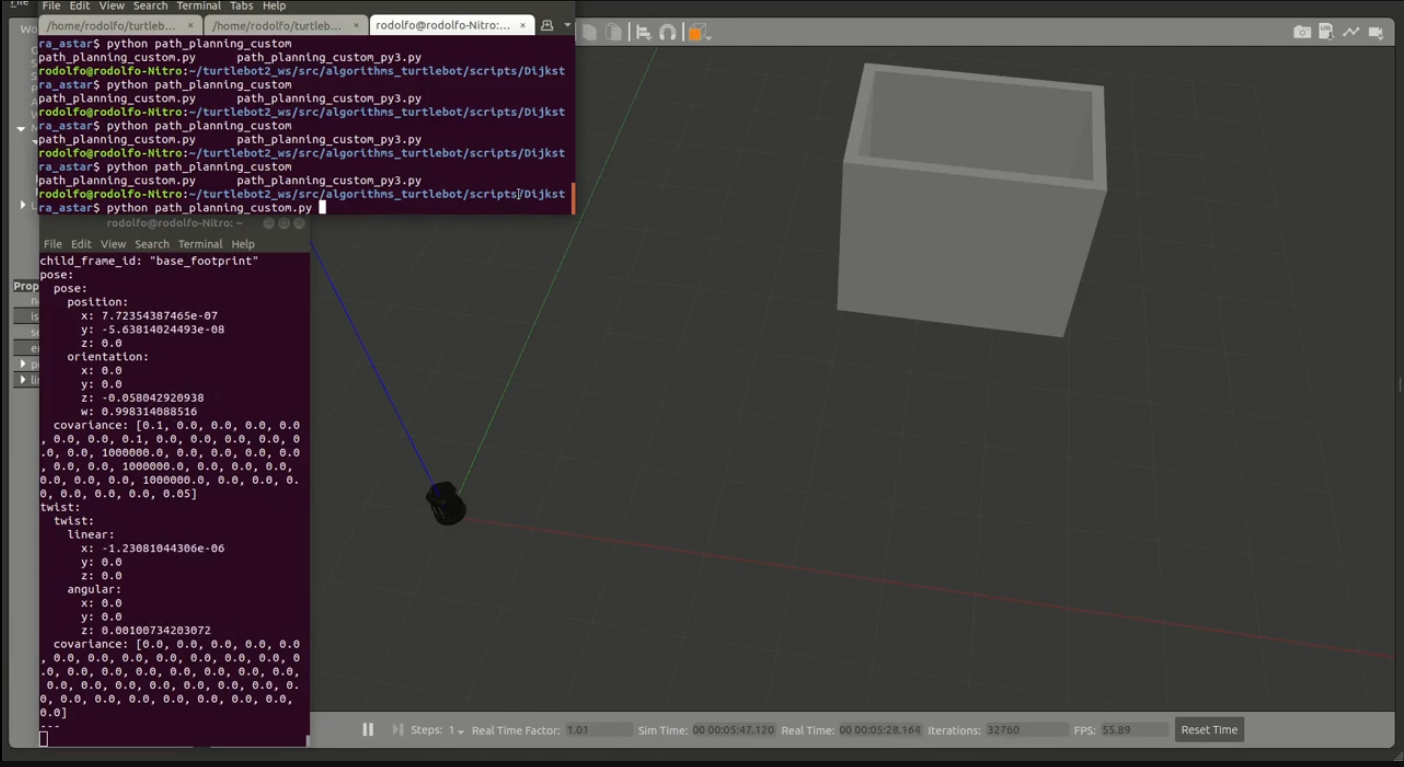 File Edit View Search Terminal Tabs Help
/home/rodolfo/turtleb... × /home/rodolfo/turtleb... × rodolfo@rodolfo-Nitro:... ×
ra_astar$ python path_planning_custom
path_planning_custom.py path_planning_custom_py3.py
rodolfo@rodolfo-Nitro:~/turtlebot2_ws/src/algorithms_turtlebot/scripts/Dijkst
ra_astar$ python path_planning_custom
path_planning_custom.py path_planning_custom_py3.py
rodolfo@rodolfo-Nitro:~/turtlebot2_ws/src/algorithms_turtlebot/scripts/Dijkst
ra_astar$ python path_planning_custom
path_planning_custom.py path_planning_custom_py3.py
rodolfo@rodolfo-Nitro:~/turtlebot2_ws/src/algorithms_turtlebot/scripts/Dijkst
ra_astar$ python path_planning_custom
path_planning_custom.py path_planning_custom_py3.py
rodolfo@rodolfo-Nitro:~/turtlebot2_ws/src/algorithms_turtlebot/scripts/Dijkst
ra_astar$ python path_planning_custom.py
rodolfo@rodolfo-Nitro: ~
File Edit View Search Terminal Help
child_frame_id: "base_footprint"
pose:
pose:
position:
x: 7.72354387465e-07
y: -5.63814024493e-08
z: 0.0
orientation:
x: 0.0
y: 0.0
z: -0.058042920938
w: 0.998314088516
covariance: [0.1, 0.0, 0.0, 0.0, 0.0
, 0.0, 0.0, 0.1, 0.0, 0.0, 0.0, 0.0, 0
.0, 0.0, 1000000.0, 0.0, 0.0, 0.0, 0.0
, 0.0, 0.0, 1000000.0, 0.0, 0.0, 0.0,
0.0, 0.0, 0.0, 1000000.0, 0.0, 0.0, 0.
0, 0.0, 0.0, 0.0, 0.05]
twist:
twist:
linear:
x: -1.23081044306e-06
y: 0.0
z: 0.0
angular:
x: 0.0
y: 0.0
z: 0.00100734203072
covariance: [0.0, 0.0, 0.0, 0.0, 0.0
, 0.0, 0.0, 0.0, 0.0, 0.0, 0.0, 0.0, 0
.0, 0.0, 0.0, 0.0, 0.0, 0.0, 0.0, 0.0,
0.0, 0.0, 0.0, 0.0, 0.0, 0.0, 0.0, 0.
0, 0.0, 0.0, 0.0, 0.0, 0.0, 0.0, 0.0,
0.0]
---
Prop
Steps: 1 Real Time Factor: 1.01 Sim Time: 00 00:05:47.120 Real Time: 00 00:05:28.164 Iterations: 32760 FPS: 55.89 Reset Time